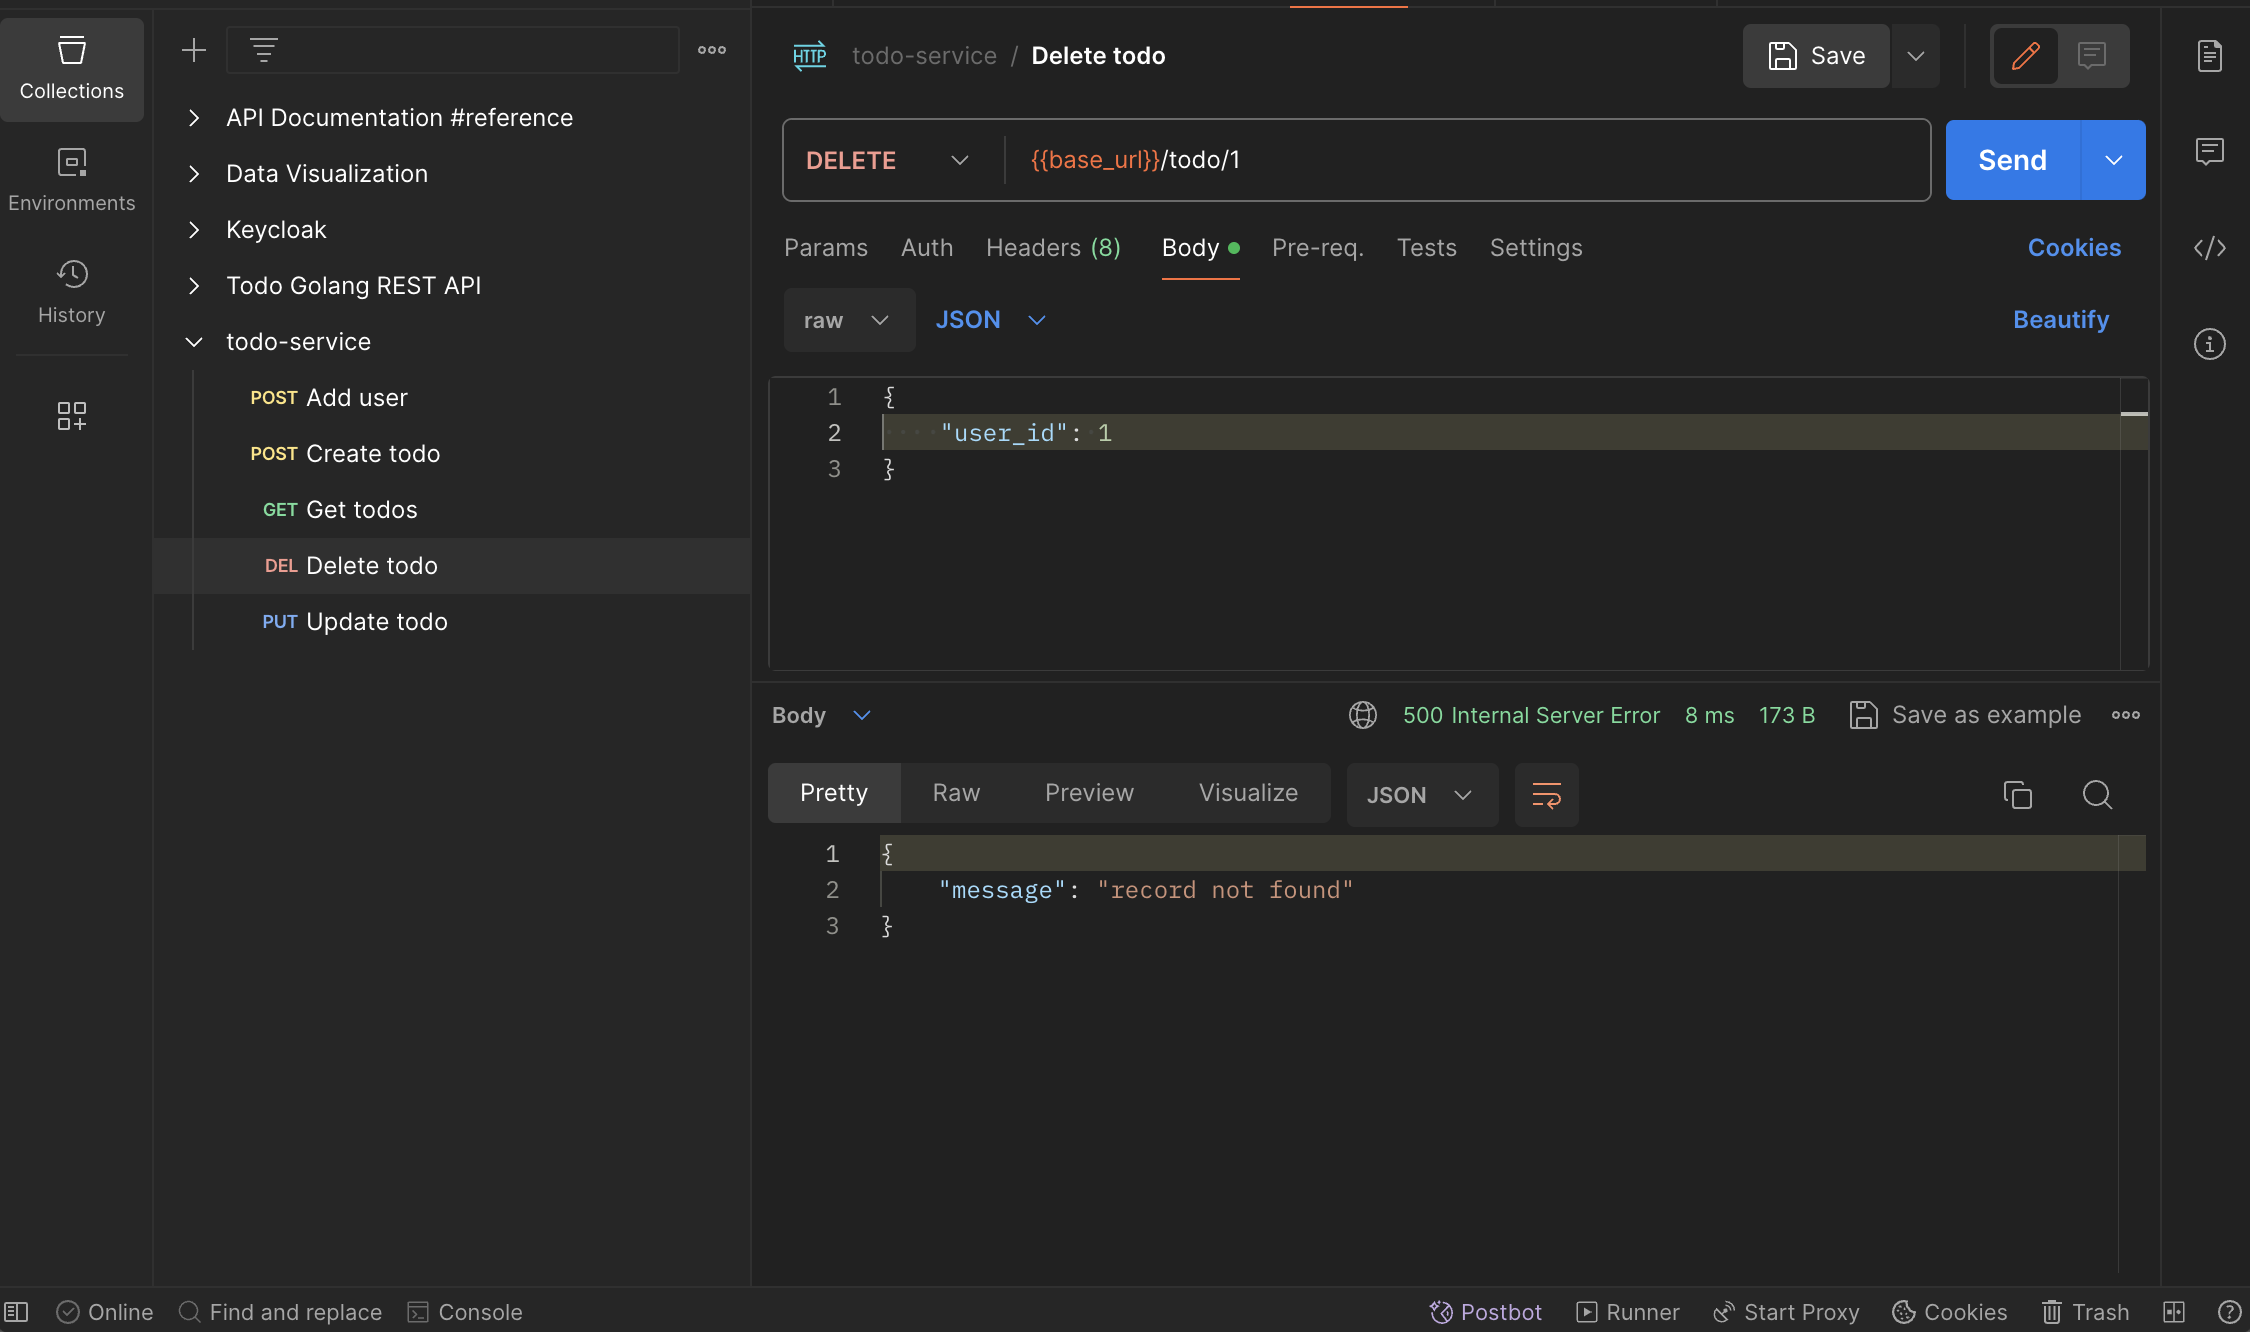 Collections
Environments
History
API Documentation #reference
Data Visualization
Keycloak
Todo Golang REST API
todo-service
POST Add user
POST Create todo
GET Get todos
DEL Delete todo
PUT Update todo
HTTP todo-service / Delete todo
Save
DELETE {{base_url}}/todo/1
Send
Params Auth Headers (8) Body Pre-req. Tests Settings Cookies
raw JSON Beautify
1 {
2 "user_id": 1
3 }
Body 500 Internal Server Error 8 ms 173 B Save as example
Pretty Raw Preview Visualize JSON
1 {
2 "message": "record not found"
3 }
Online Find and replace Console Postbot Runner Start Proxy Cookies Trash